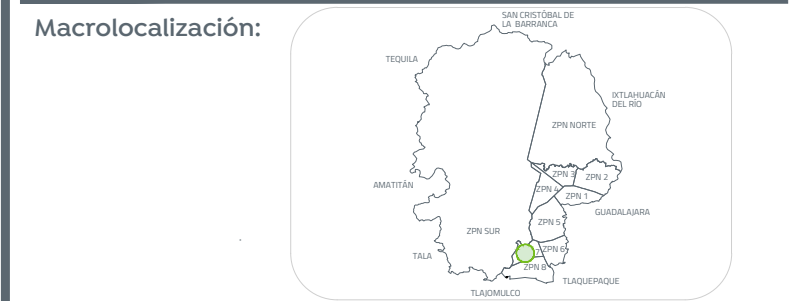 Macrolocalización:
SAN CRISTÓBAL DE
LA BARRANCA
TEQUILA
IXTLAHUACÁN
DEL RÍO
ZPN NORTE
ZPN 3
ZPN 2
AMATITÁN
ZPN 4
ZPN 1
GUADALAJARA
ZPN 5
ZPN SUR
ZPN 6
7
TALA
ZPN 8
TLAQUEPAQUE
TLAJOMULCO